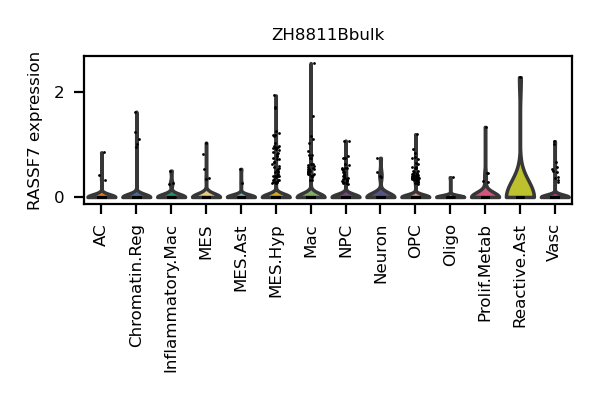 ZH8811Bbulk
RASSF7 expression
2
0
AC
Chromatin.Reg
Inflammatory.Mac
MES
MES.Ast
MES.Hyp
Mac
NPC
Neuron
OPC
Oligo
Prolif.Metab
Reactive.Ast
Vasc